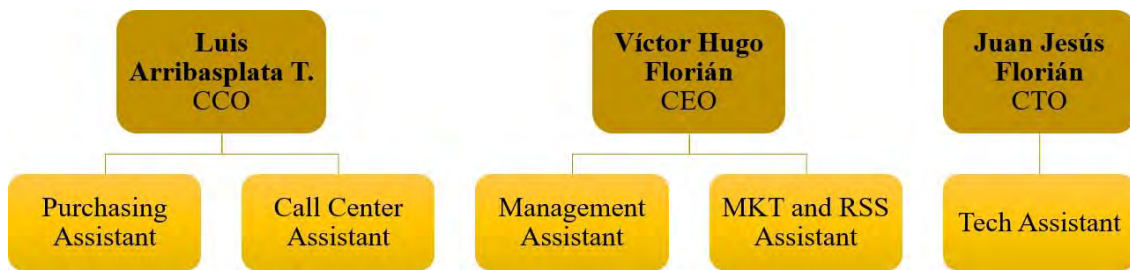 Luis
Arribasplata T.
CCO
Víctor Hugo
Florián
CEO
Juan Jesús
Florián
CTO
Purchasing
Assistant
Call Center
Assistant
Management
Assistant
MKT and RSS
Assistant
Tech Assistant